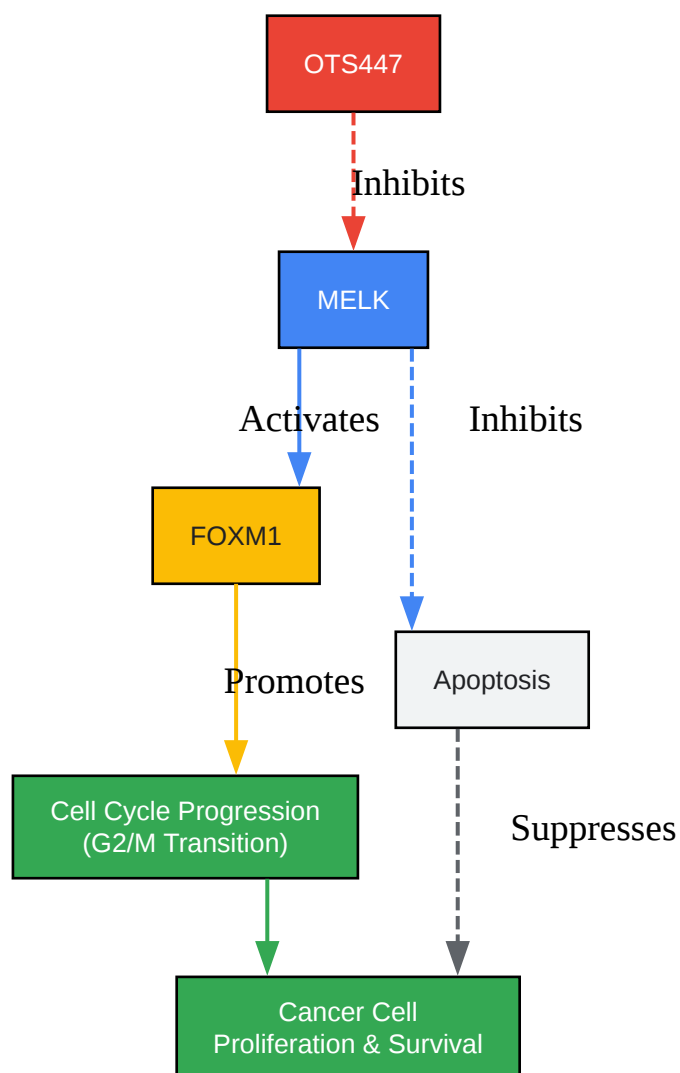 OTS447
Inhibits
MELK
Activates
Inhibits
FOXM1
Promotes
Apoptosis
Cell Cycle Progression
(G2/M Transition)
Suppresses
Cancer Cell
Proliferation & Survival